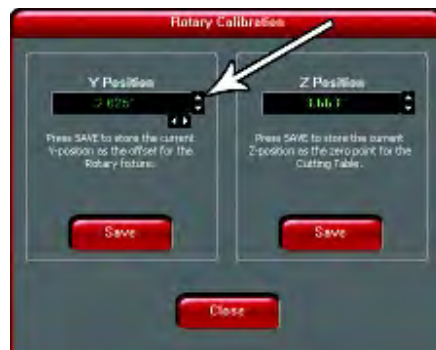 Rotary Calibration
Y Position
Press SAVE to store the current
Y-position as the offset for the
Rotary fixture.
Save
Z Position
Press SAVE to store the current
Z-position as the zero point for the
Cutting Table.
Save
Close